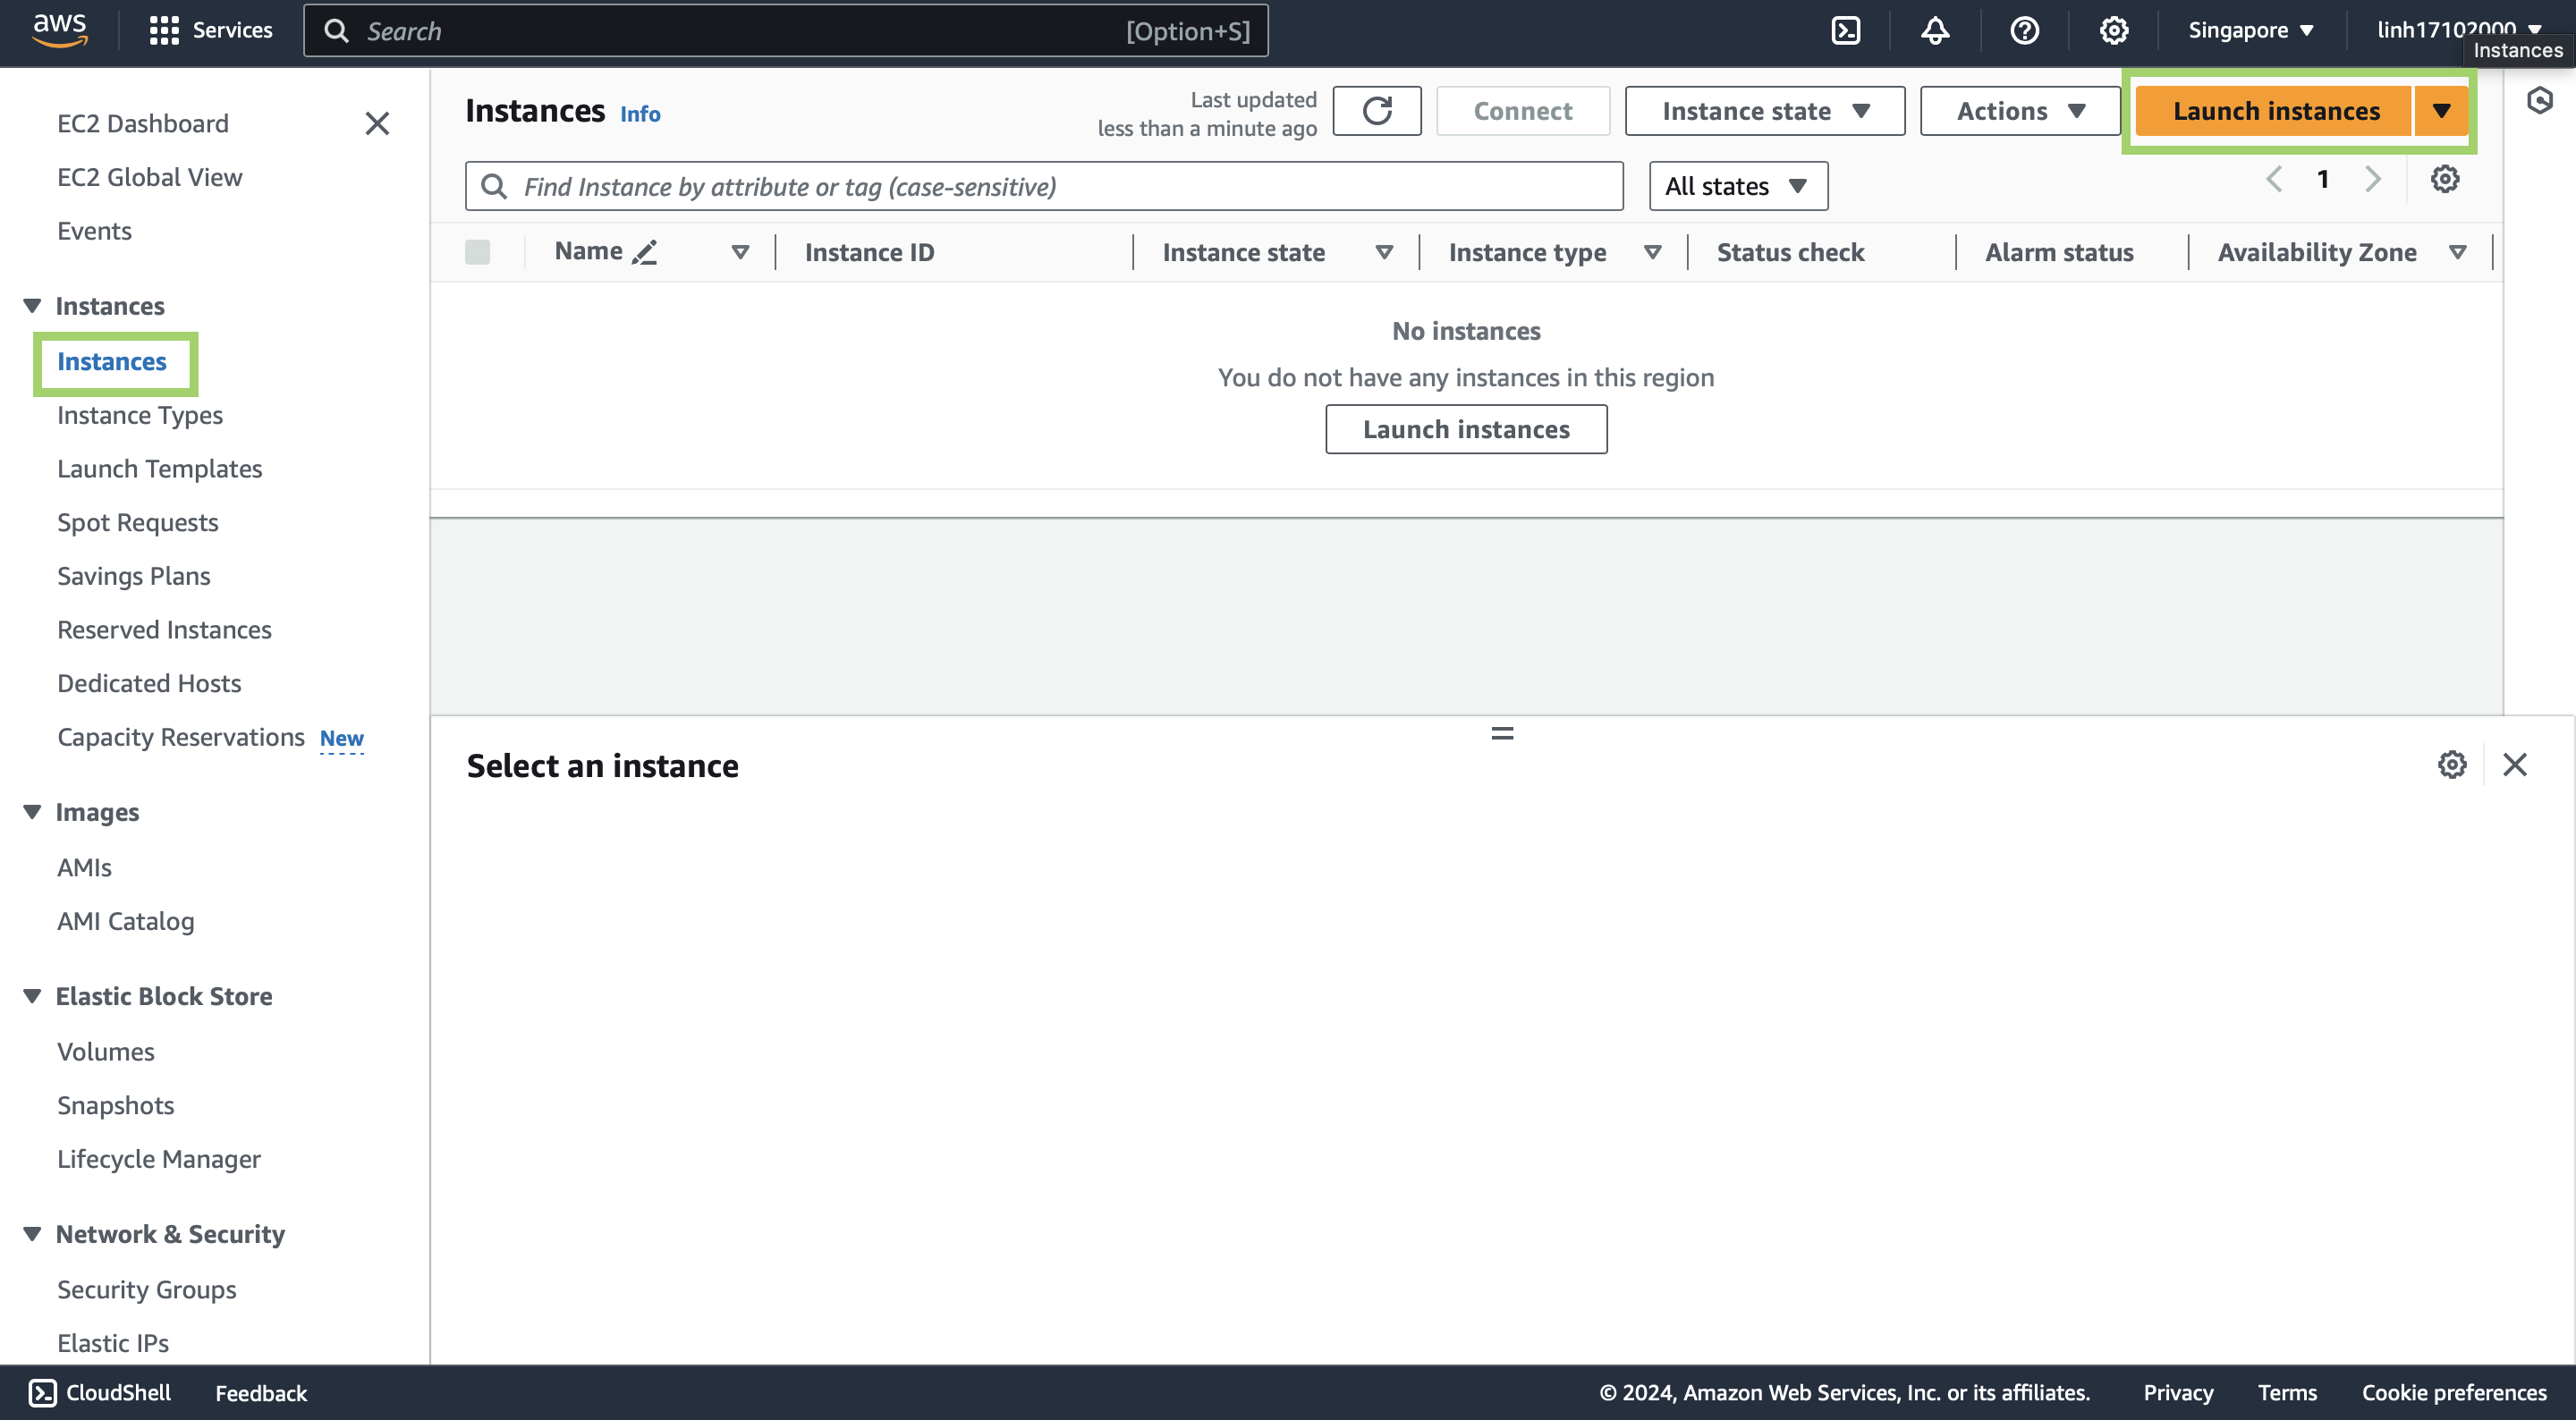 aws
Services
Search [Option+S]
Singapore
linh17102000
Instances
EC2 Dashboard
EC2 Global View
Events
Instances
Instances
Instance Types
Launch Templates
Spot Requests
Savings Plans
Reserved Instances
Dedicated Hosts
Capacity Reservations New
Images
AMIs
AMI Catalog
Elastic Block Store
Volumes
Snapshots
Lifecycle Manager
Network & Security
Security Groups
Elastic IPs
Instances Info
Last updated
less than a minute ago
Connect
Instance state
Actions
Launch instances
Find Instance by attribute or tag (case-sensitive)
All states
1
Name Instance ID Instance state Instance type Status check Alarm status Availability Zone
No instances
You do not have any instances in this region
Launch instances
Select an instance
CloudShell Feedback
© 2024, Amazon Web Services, Inc. or its affiliates. Privacy Terms Cookie preferences